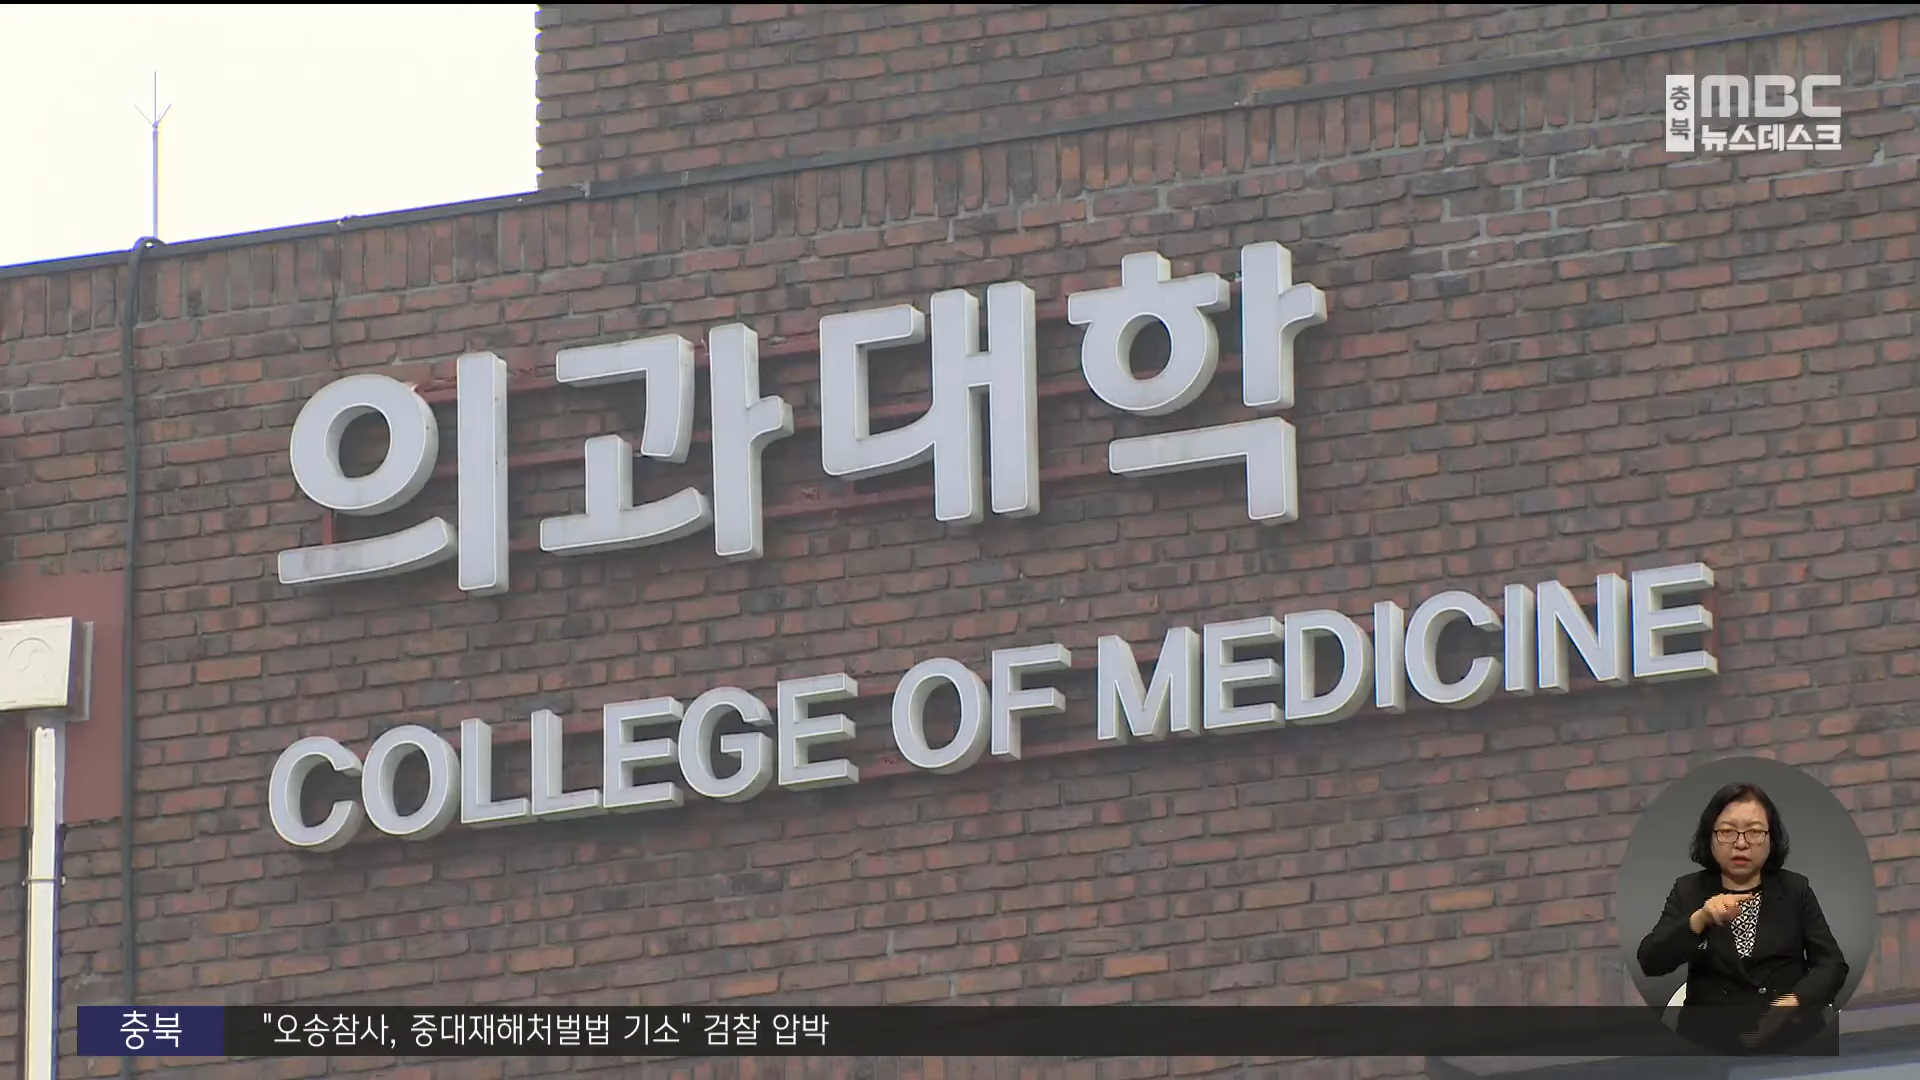 충북 MBC
뉴스데스크
의과대학
COLLEGE OF MEDICINE
충북 "오송참사, 중대재해처벌법 기소" 검찰 압박